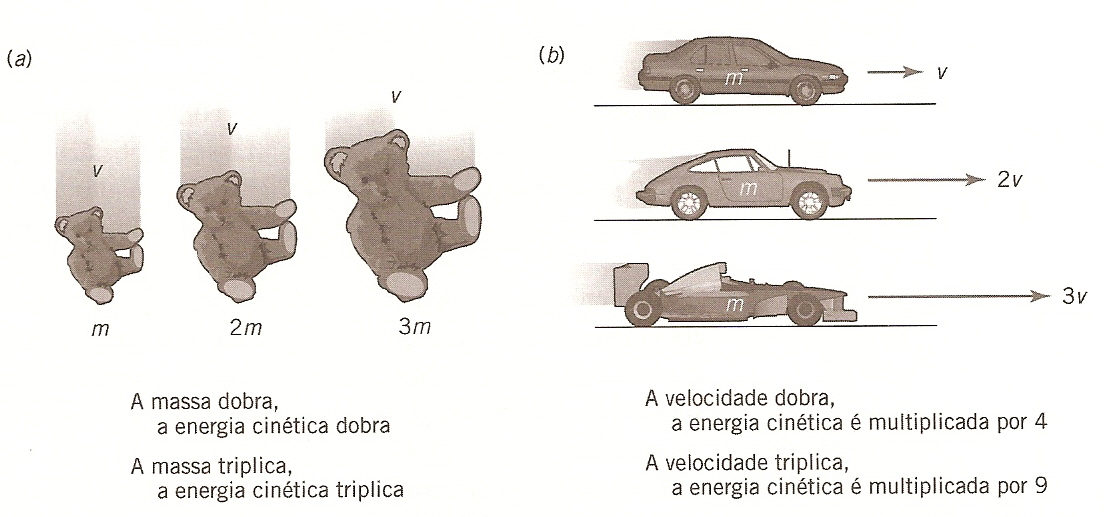 (a)
v
v
v
m
2m
3m
A massa dobra,
a energia cinética dobra
A massa triplica,
a energia cinética triplica
(b)
m
v
m
2v
m
3v
A velocidade dobra,
a energia cinética é multiplicada por 4
A velocidade triplica,
a energia cinética é multiplicada por 9